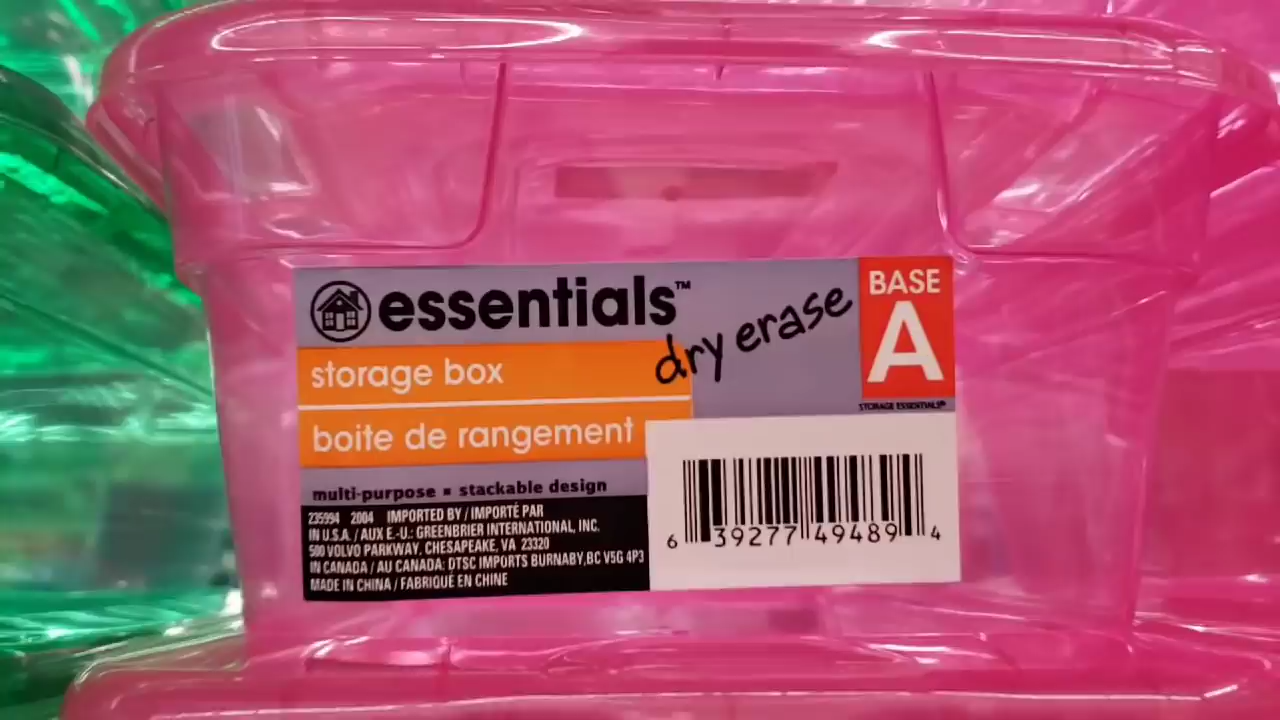 essentials™
dry erase
BASE
A
STORAGE ESSENTIALS®
storage box
boite de rangement
multi-purpose ▪ stackable design
235994 2004 IMPORTED BY / IMPORTÉ PAR
IN U.S.A. / AUX E.-U.: GREENBRIER INTERNATIONAL, INC.
500 VOLVO PARKWAY, CHESAPEAKE, VA 23320
IN CANADA / AU CANADA: DTSC IMPORTS BURNABY, BC V5G 4P3
MADE IN CHINA / FABRIQUÉ EN CHINE
6 39277 49489 4